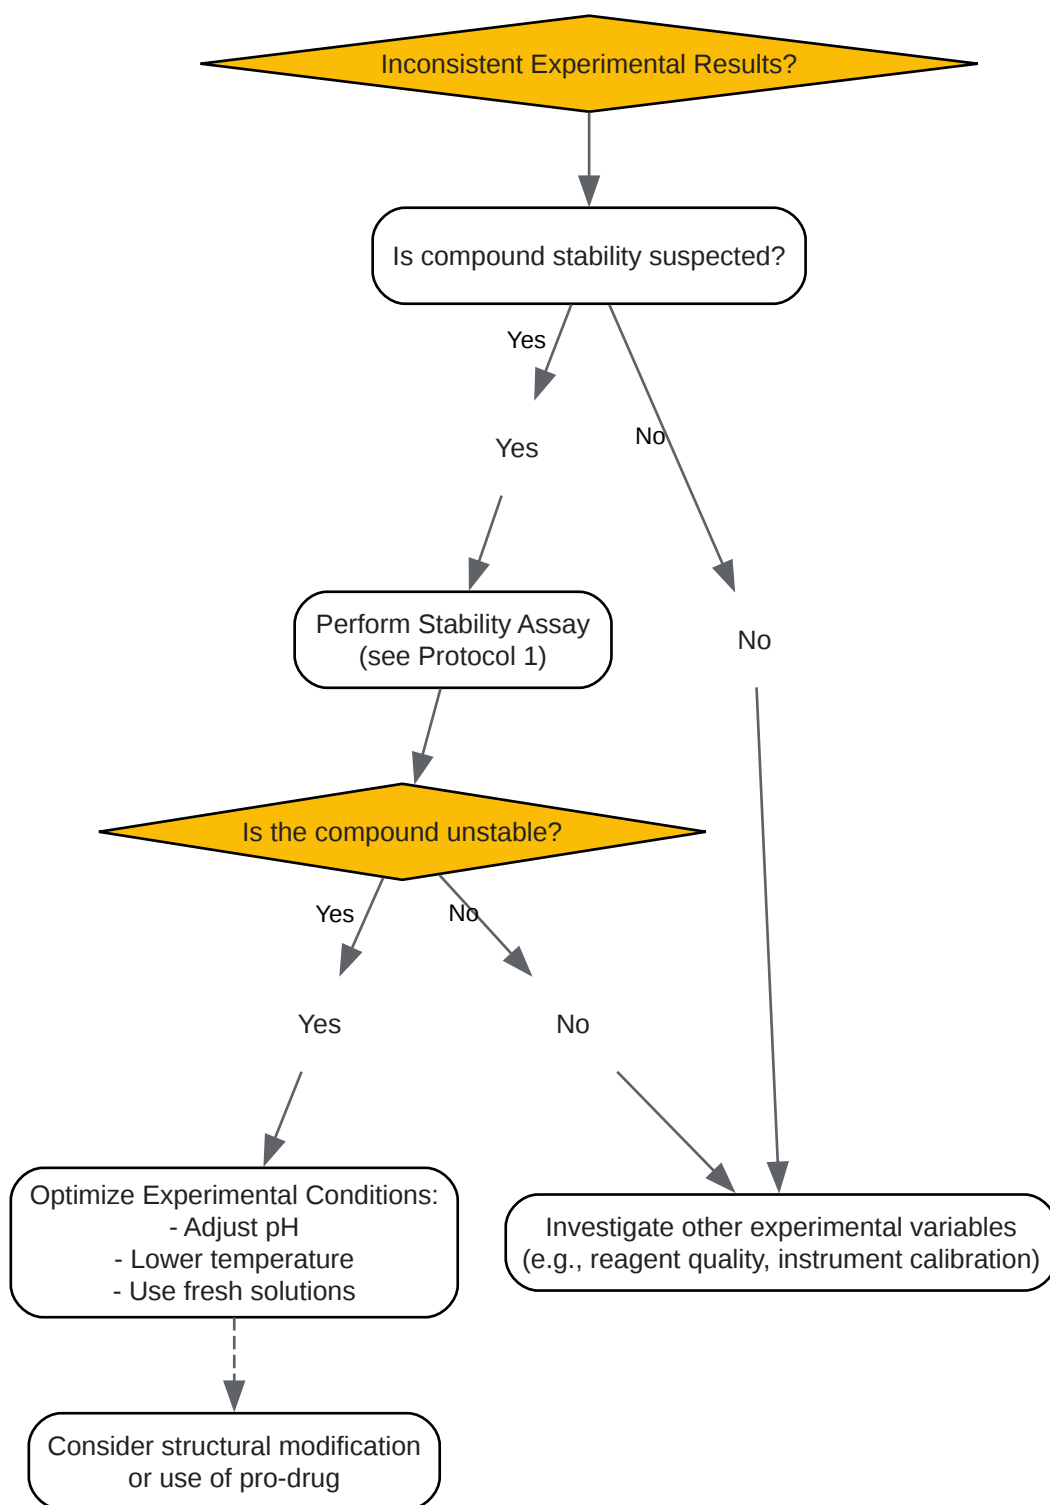 Inconsistent Experimental Results?
Is compound stability suspected?
Yes
No
Yes
Perform Stability Assay
(see Protocol 1)
No
Is the compound unstable?
Yes
No
Yes
No
Optimize Experimental Conditions:
- Adjust pH
- Lower temperature
- Use fresh solutions
Investigate other experimental variables
(e.g., reagent quality, instrument calibration)
Consider structural modification
or use of pro-drug